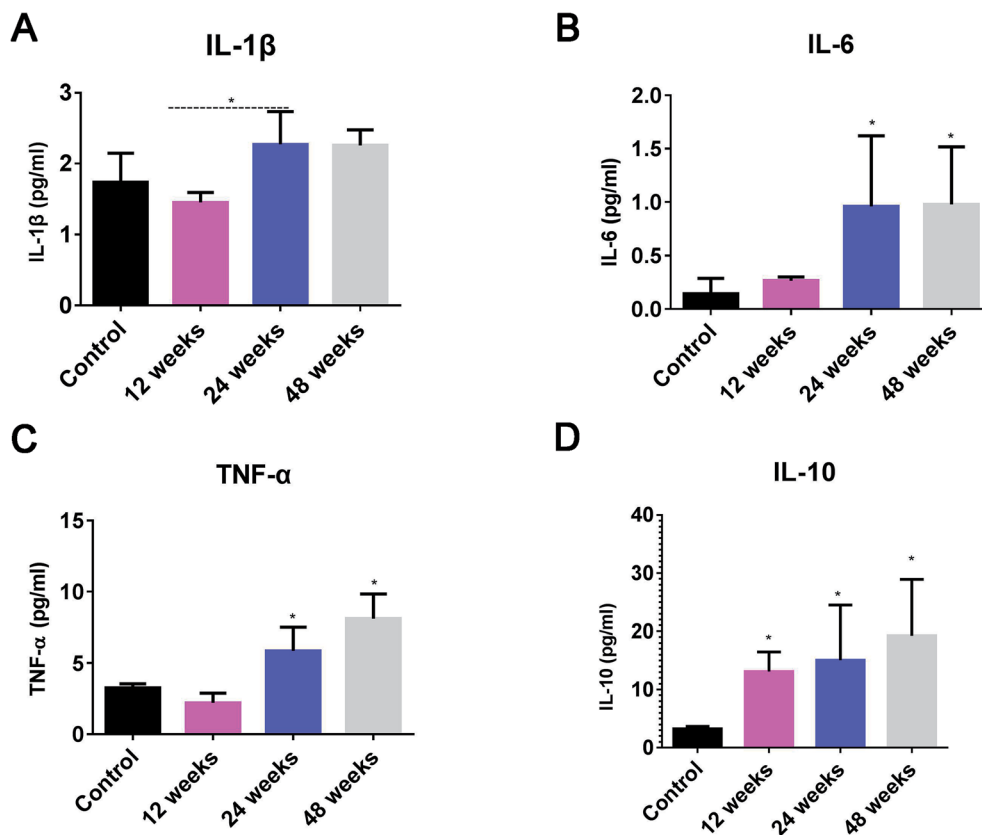 A
IL-1β
IL-1β (pg/ml)
3
2
1
0
*
Control
12 weeks
24 weeks
48 weeks
B
IL-6
IL-6 (pg/ml)
2.0
1.5
1.0
0.5
0.0
*
*
Control
12 weeks
24 weeks
48 weeks
C
TNF-α
TNF-α (pg/ml)
15
10
5
0
*
*
Control
12 weeks
24 weeks
48 weeks
D
IL-10
IL-10 (pg/ml)
40
30
20
10
0
*
*
*
Control
12 weeks
24 weeks
48 weeks